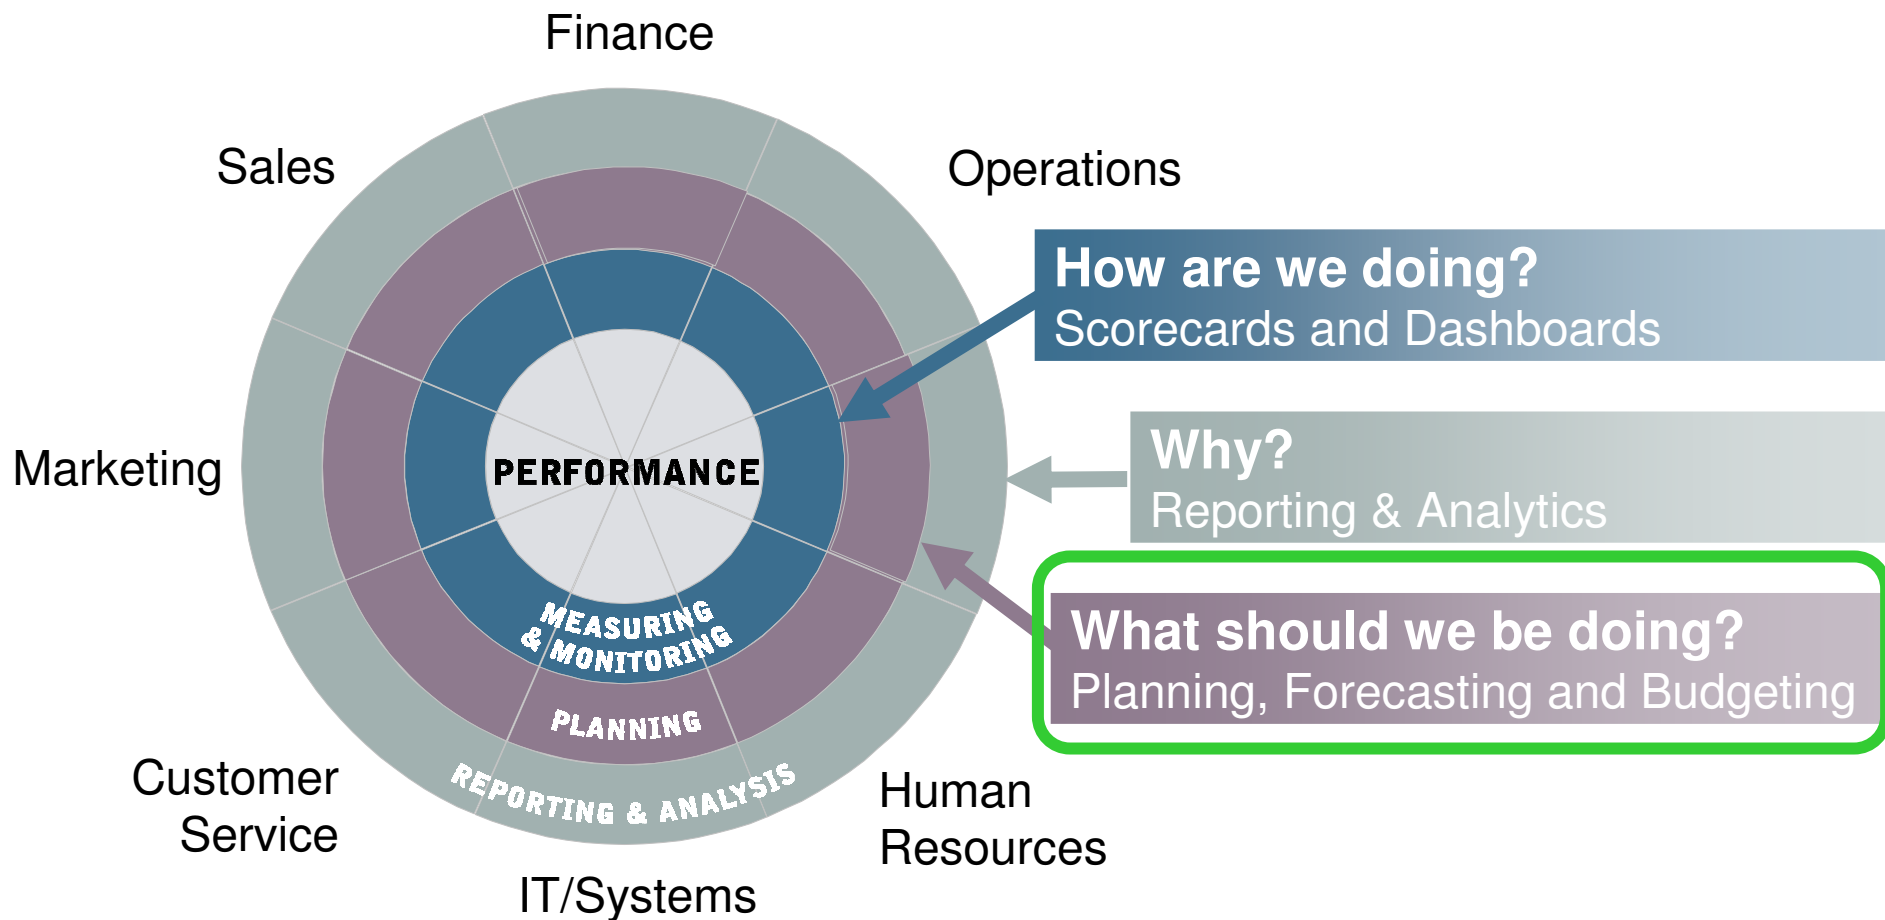 Finance
Sales
Operations
How are we doing?
Scorecards and Dashboards
Why?
Reporting & Analytics
Marketing
PERFORMANCE
What should we be doing?
Planning, Forecasting and Budgeting
MEASURING
& MONITORING
PLANNING
REPORTING & ANALYSIS
Customer
Service
Human
Resources
IT/Systems